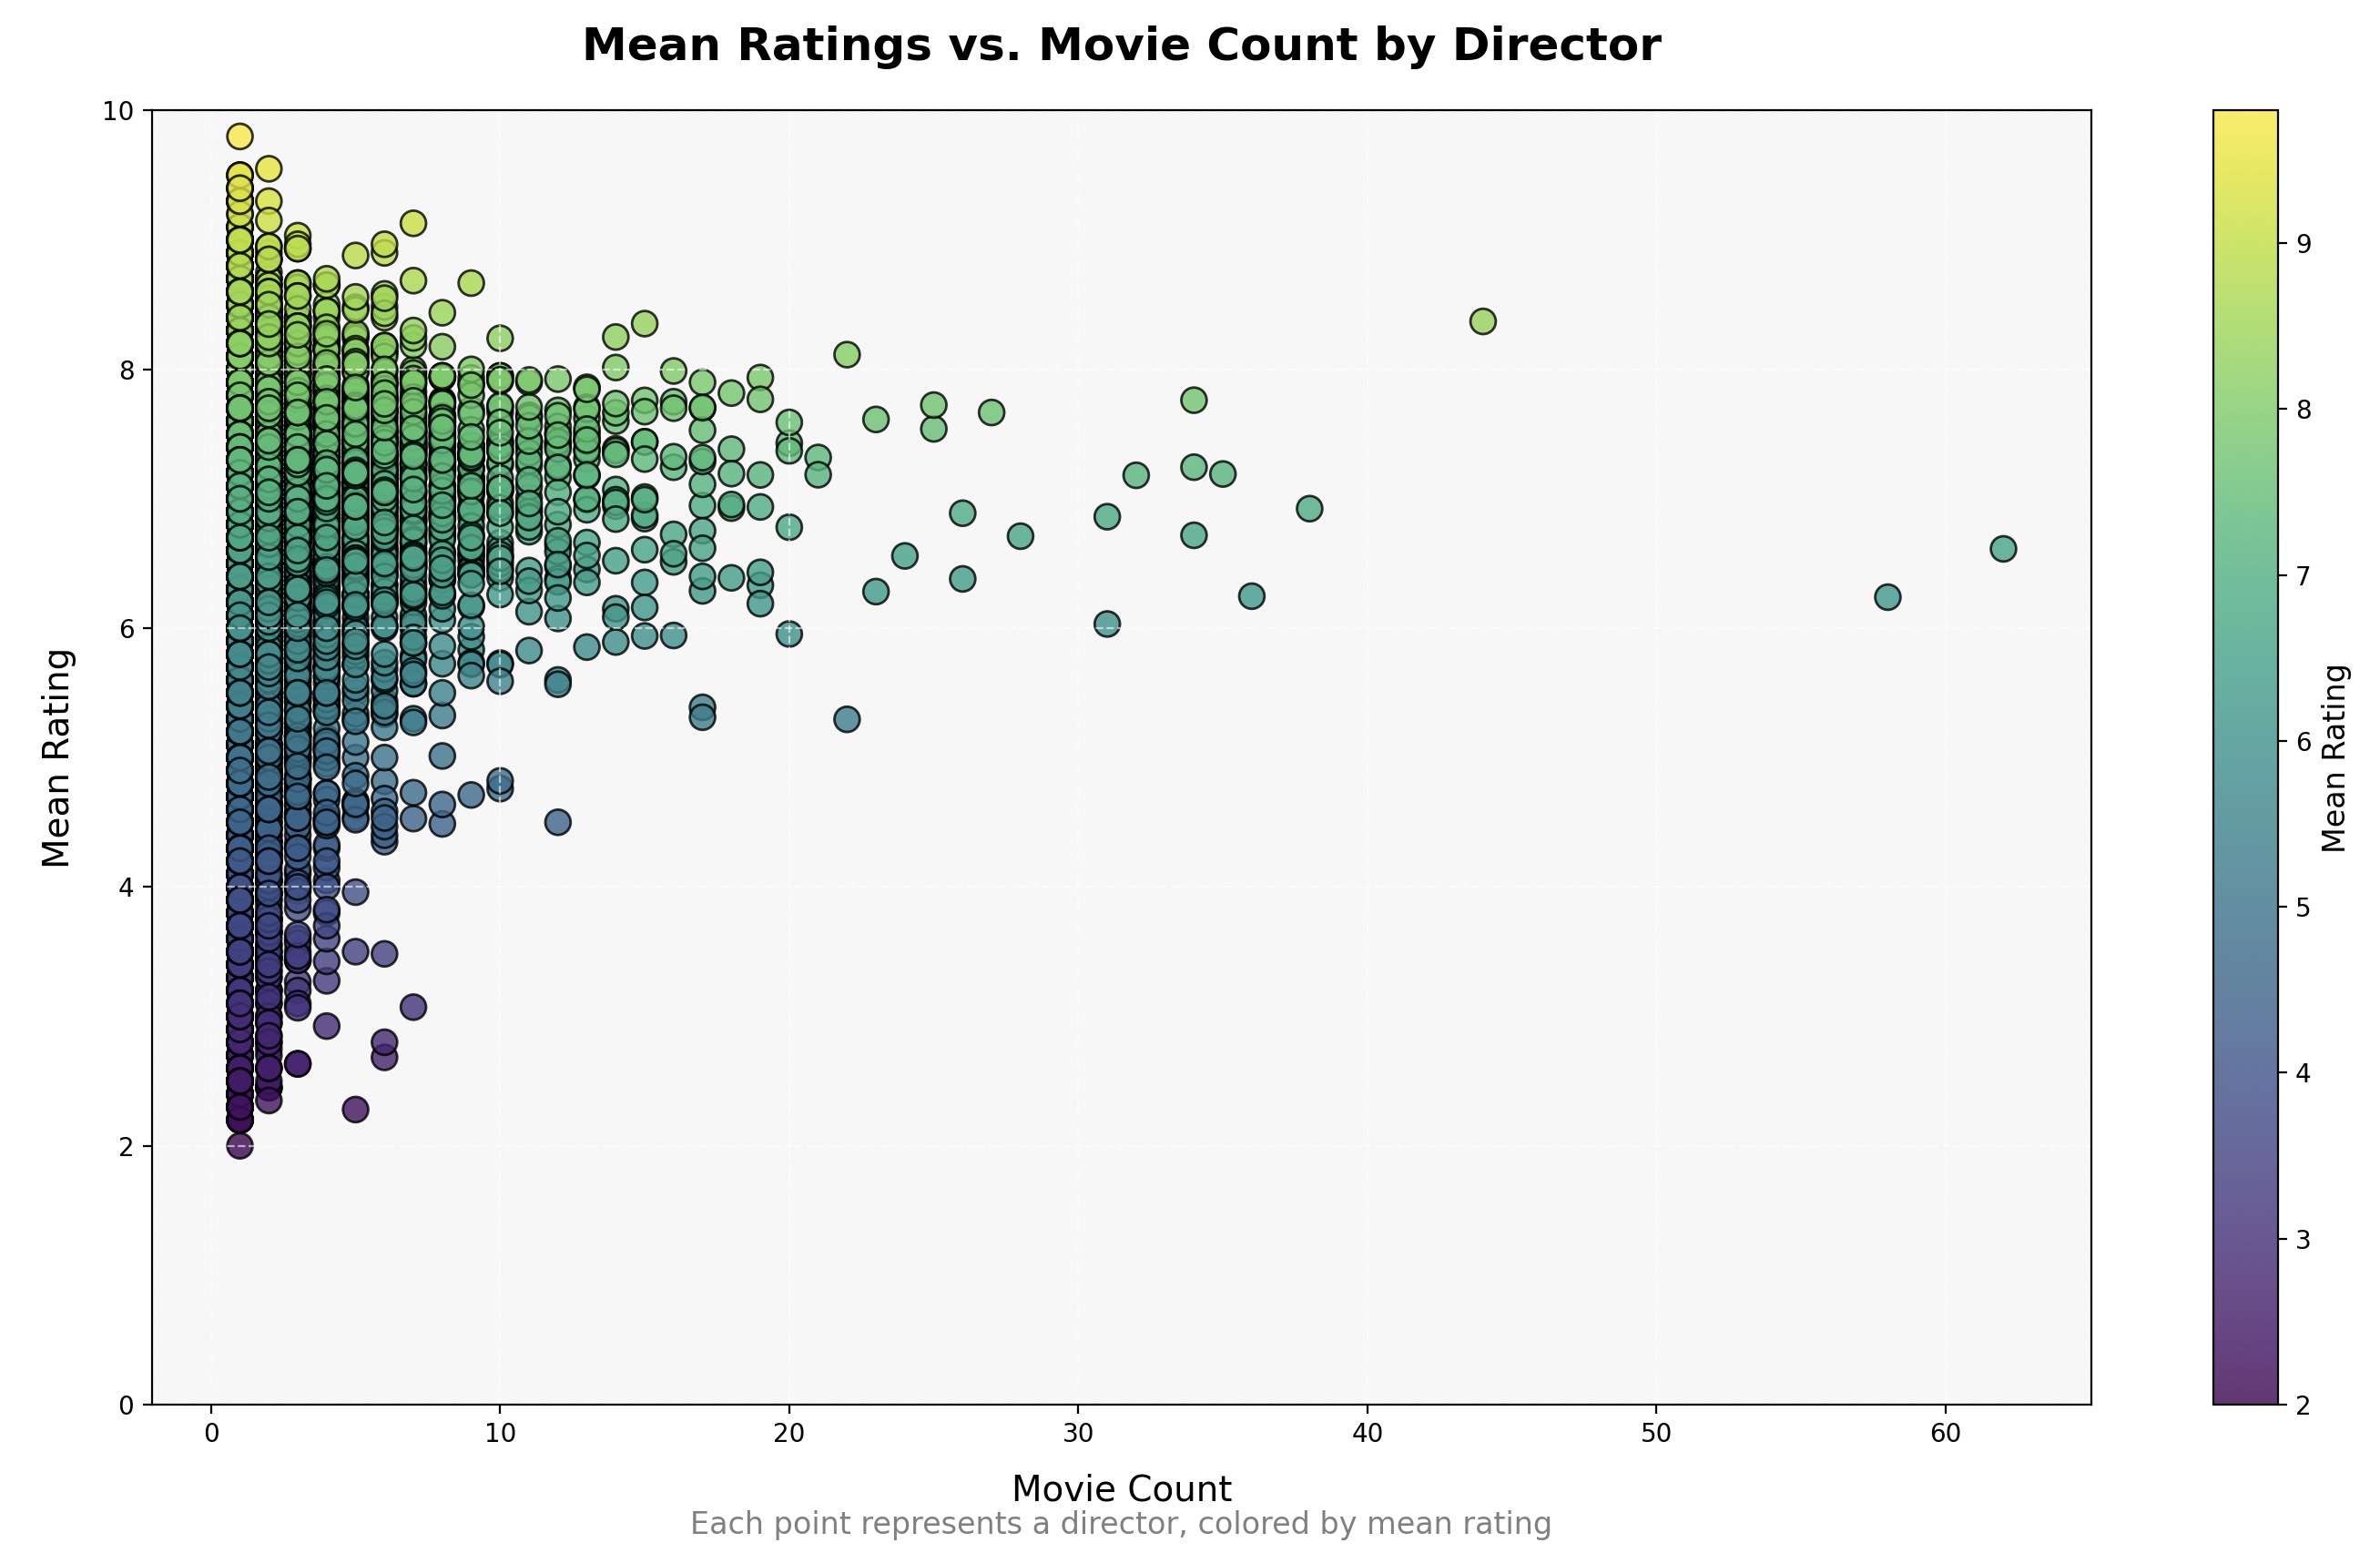 Mean Ratings vs. Movie Count by Director
Mean Rating
10
8
6
4
2
0
0 10 20 30 40 50 60
Movie Count
Each point represents a director, colored by mean rating
9
8
7
6
5
4
3
2
Mean Rating